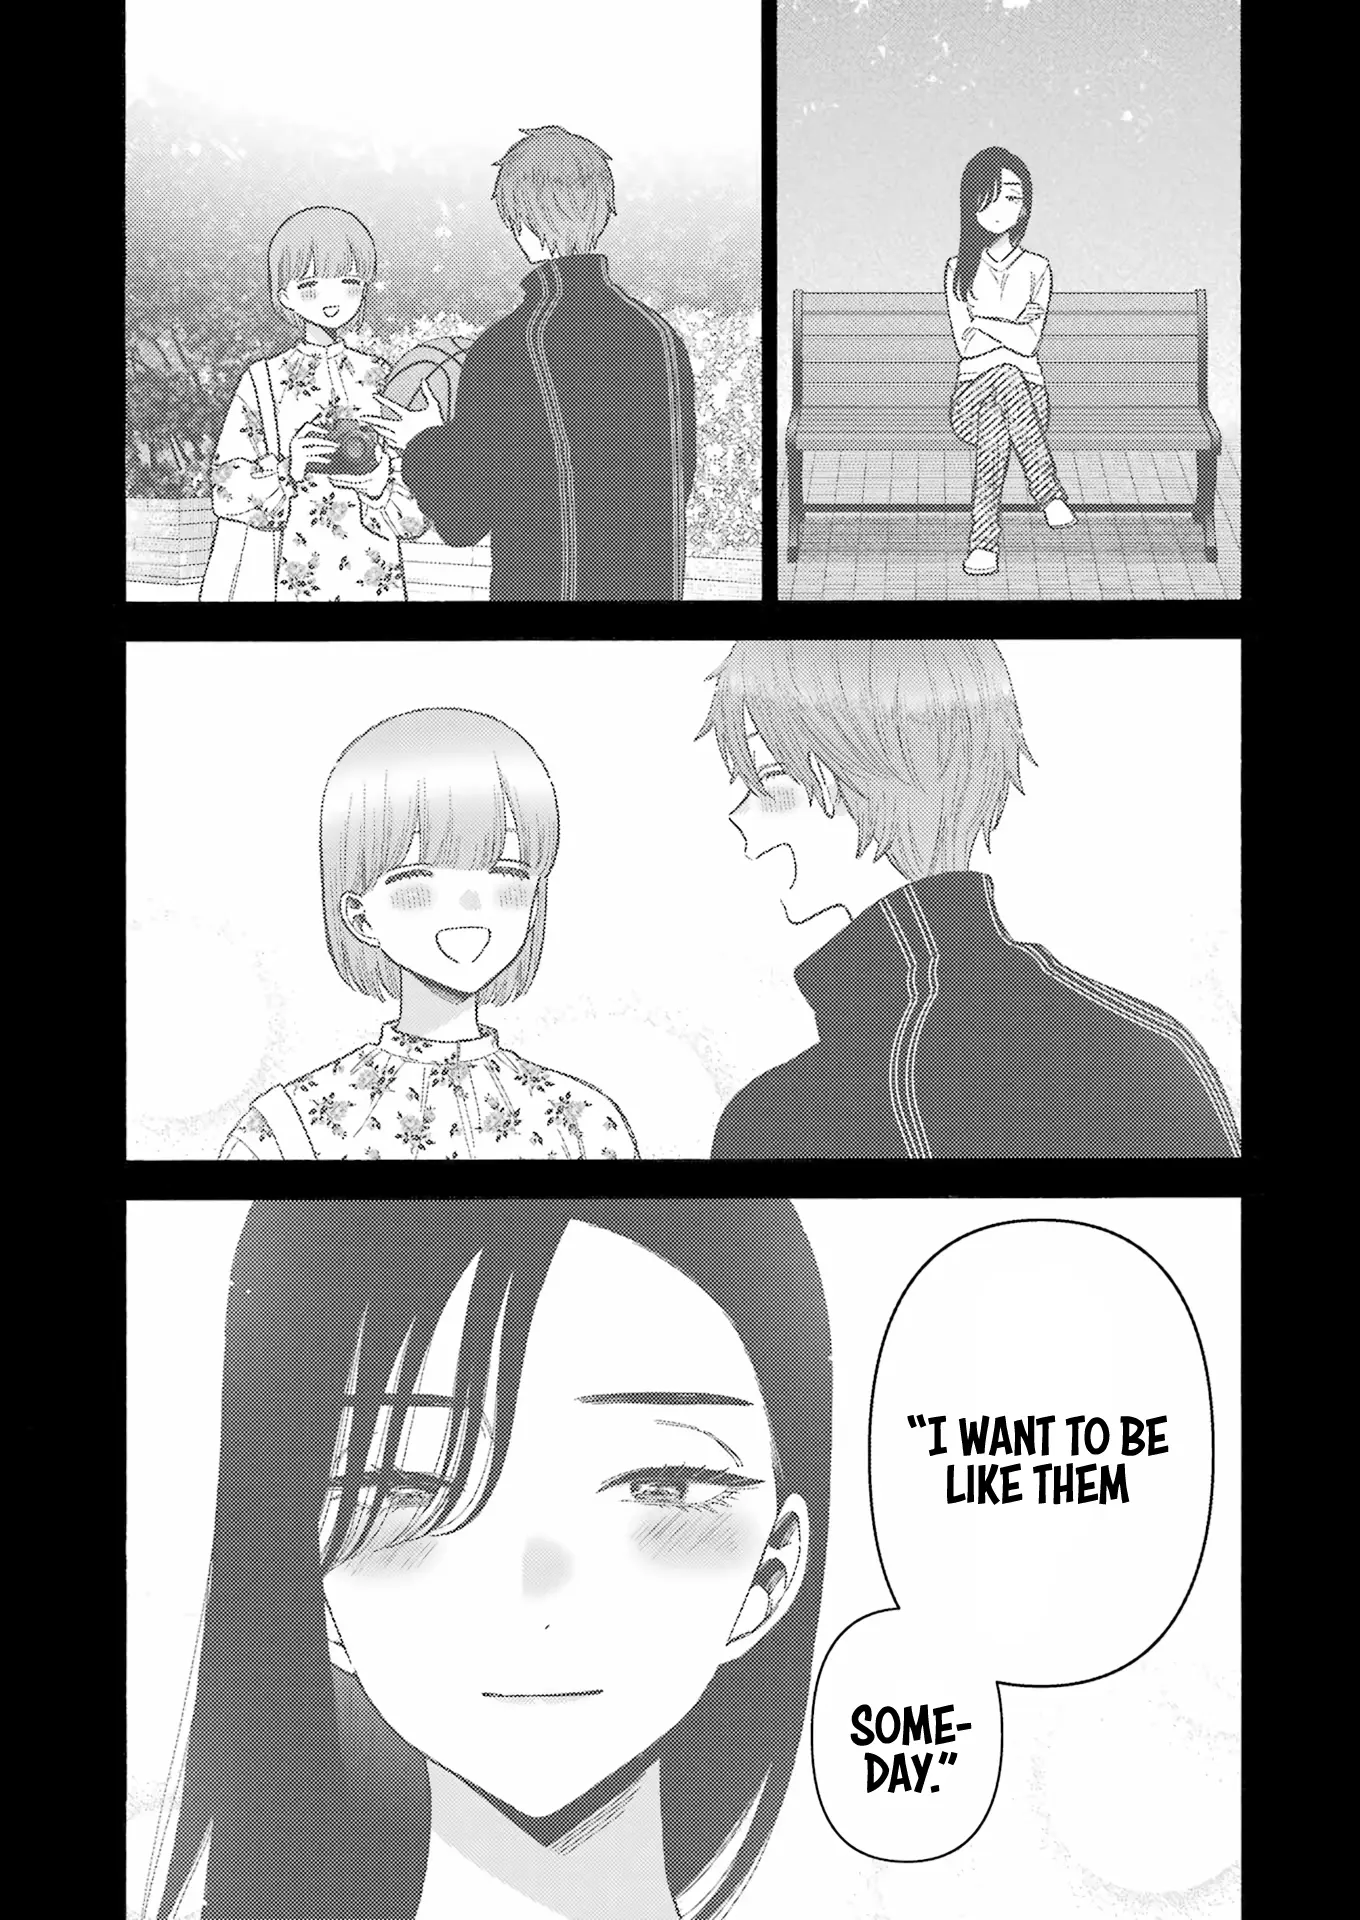 “I WANT TO BE
LIKE THEM
SOME-
DAY.”